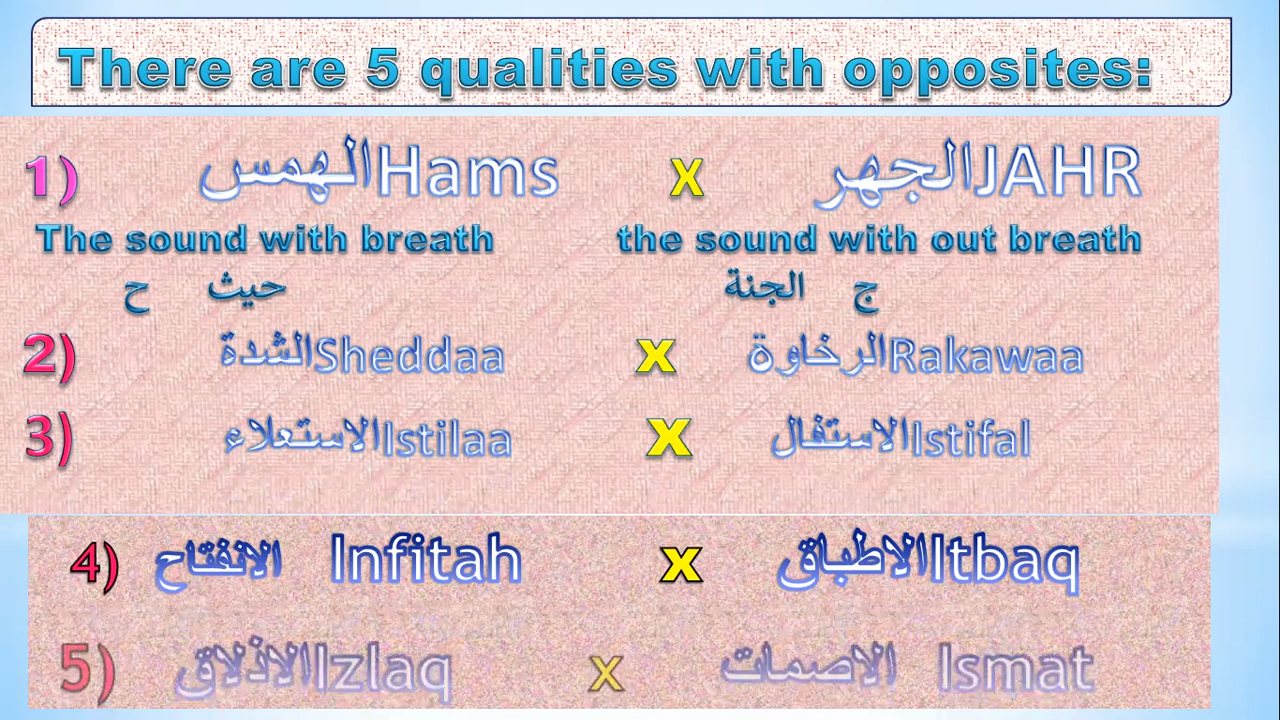 There are 5 qualities with opposites:
1) الهمسHams x الجهرJAHR
The sound with breath the sound with out breath
ح حيث الجنة ج
2) الشدةSheddaa x الرخاوةRakawaa
3) الاستعلاءIstilaa x الاستفالIstifal
4) الانفتاح Infitah x الاطباقItbaq
5) الاذلاقIzlaq x الاصمات Ismat